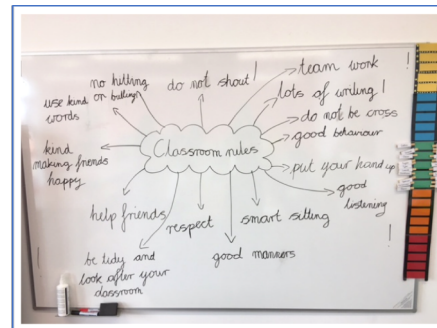 no hitting
or bullying
do not shout!
team work
use kind
words
lots of writing!
do not be cross
good behaviour
Classroom rules
kind
making friends
happy
put your hand up
good
listening
help friends
respect
smart sitting
be tidy and
look after your
classroom
good manners